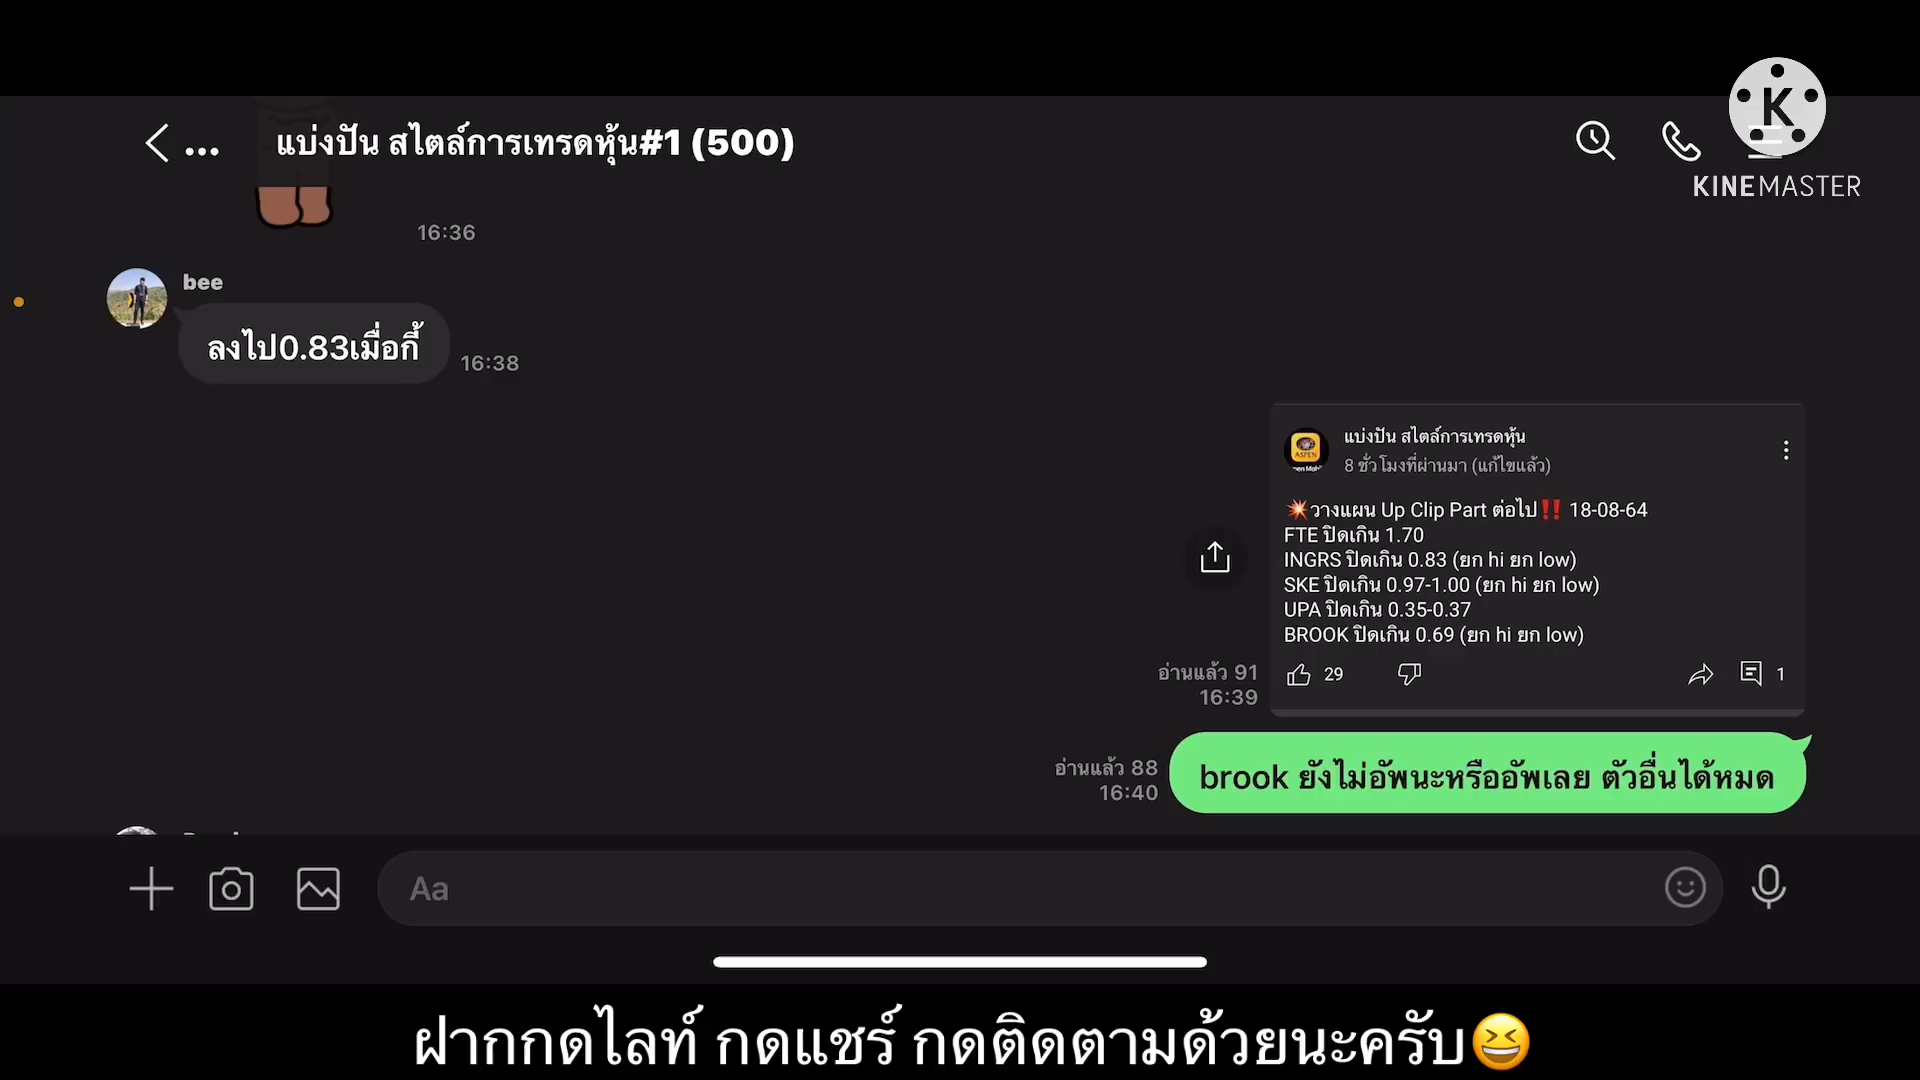 ... แบ่งปัน สไตล์การเทรดหุ้น#1 (500)
K
KINEMASTER
16:36
bee
ลงไป0.83เมื่อกี้
16:38
ASPEN
แบ่งปัน สไตล์การเทรดหุ้น
8 ชั่วโมงที่ผ่านมา (แก้ไขแล้ว)
💥วางแผน Up Clip Part ต่อไป‼️ 18-08-64
FTE ปิดเกิน 1.70
INGRS ปิดเกิน 0.83 (ยก hi ยก low)
SKE ปิดเกิน 0.97-1.00 (ยก hi ยก low)
UPA ปิดเกิน 0.35-0.37
BROOK ปิดเกิน 0.69 (ยก hi ยก low)
29
1
อ่านแล้ว 91
16:39
brook ยังไม่อัพนะหรืออัพเลย ตัวอื่นได้หมด
อ่านแล้ว 88
16:40
Aa
ฝากกดไลท์ กดแชร์ กดติดตามด้วยนะครับ😆